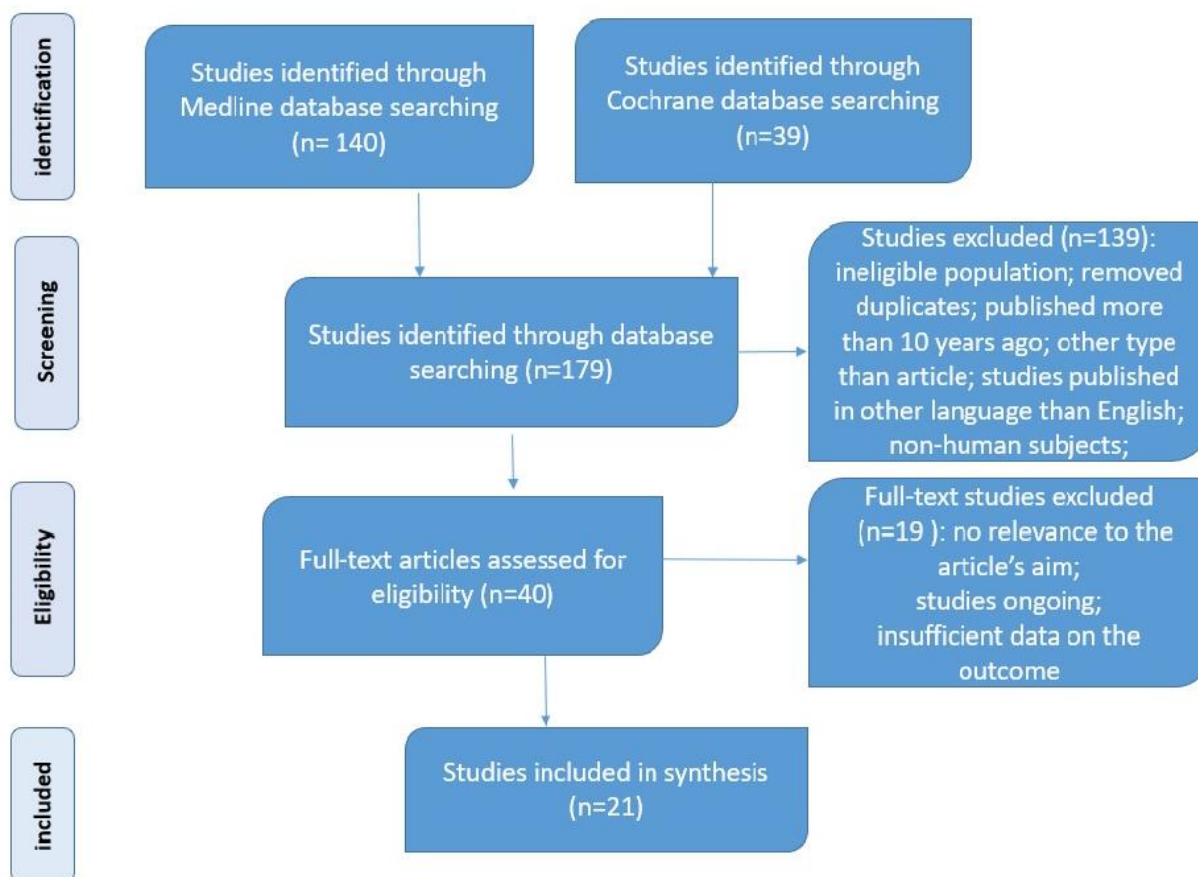 identification
Studies identified through
Medline database searching
(n= 140)
Studies identified through
Cochrane database searching
(n=39)
Screening
Studies identified through database
searching (n=179)
Studies excluded (n=139):
ineligible population; removed
duplicates; published more
than 10 years ago; other type
than article; studies published
in other language than English;
non-human subjects;
Eligibility
Full-text articles assessed for
eligibility (n=40)
Full-text studies excluded
(n=19 ): no relevance to the
article’s aim;
studies ongoing;
insufficient data on the
outcome
included
Studies included in synthesis
(n=21)